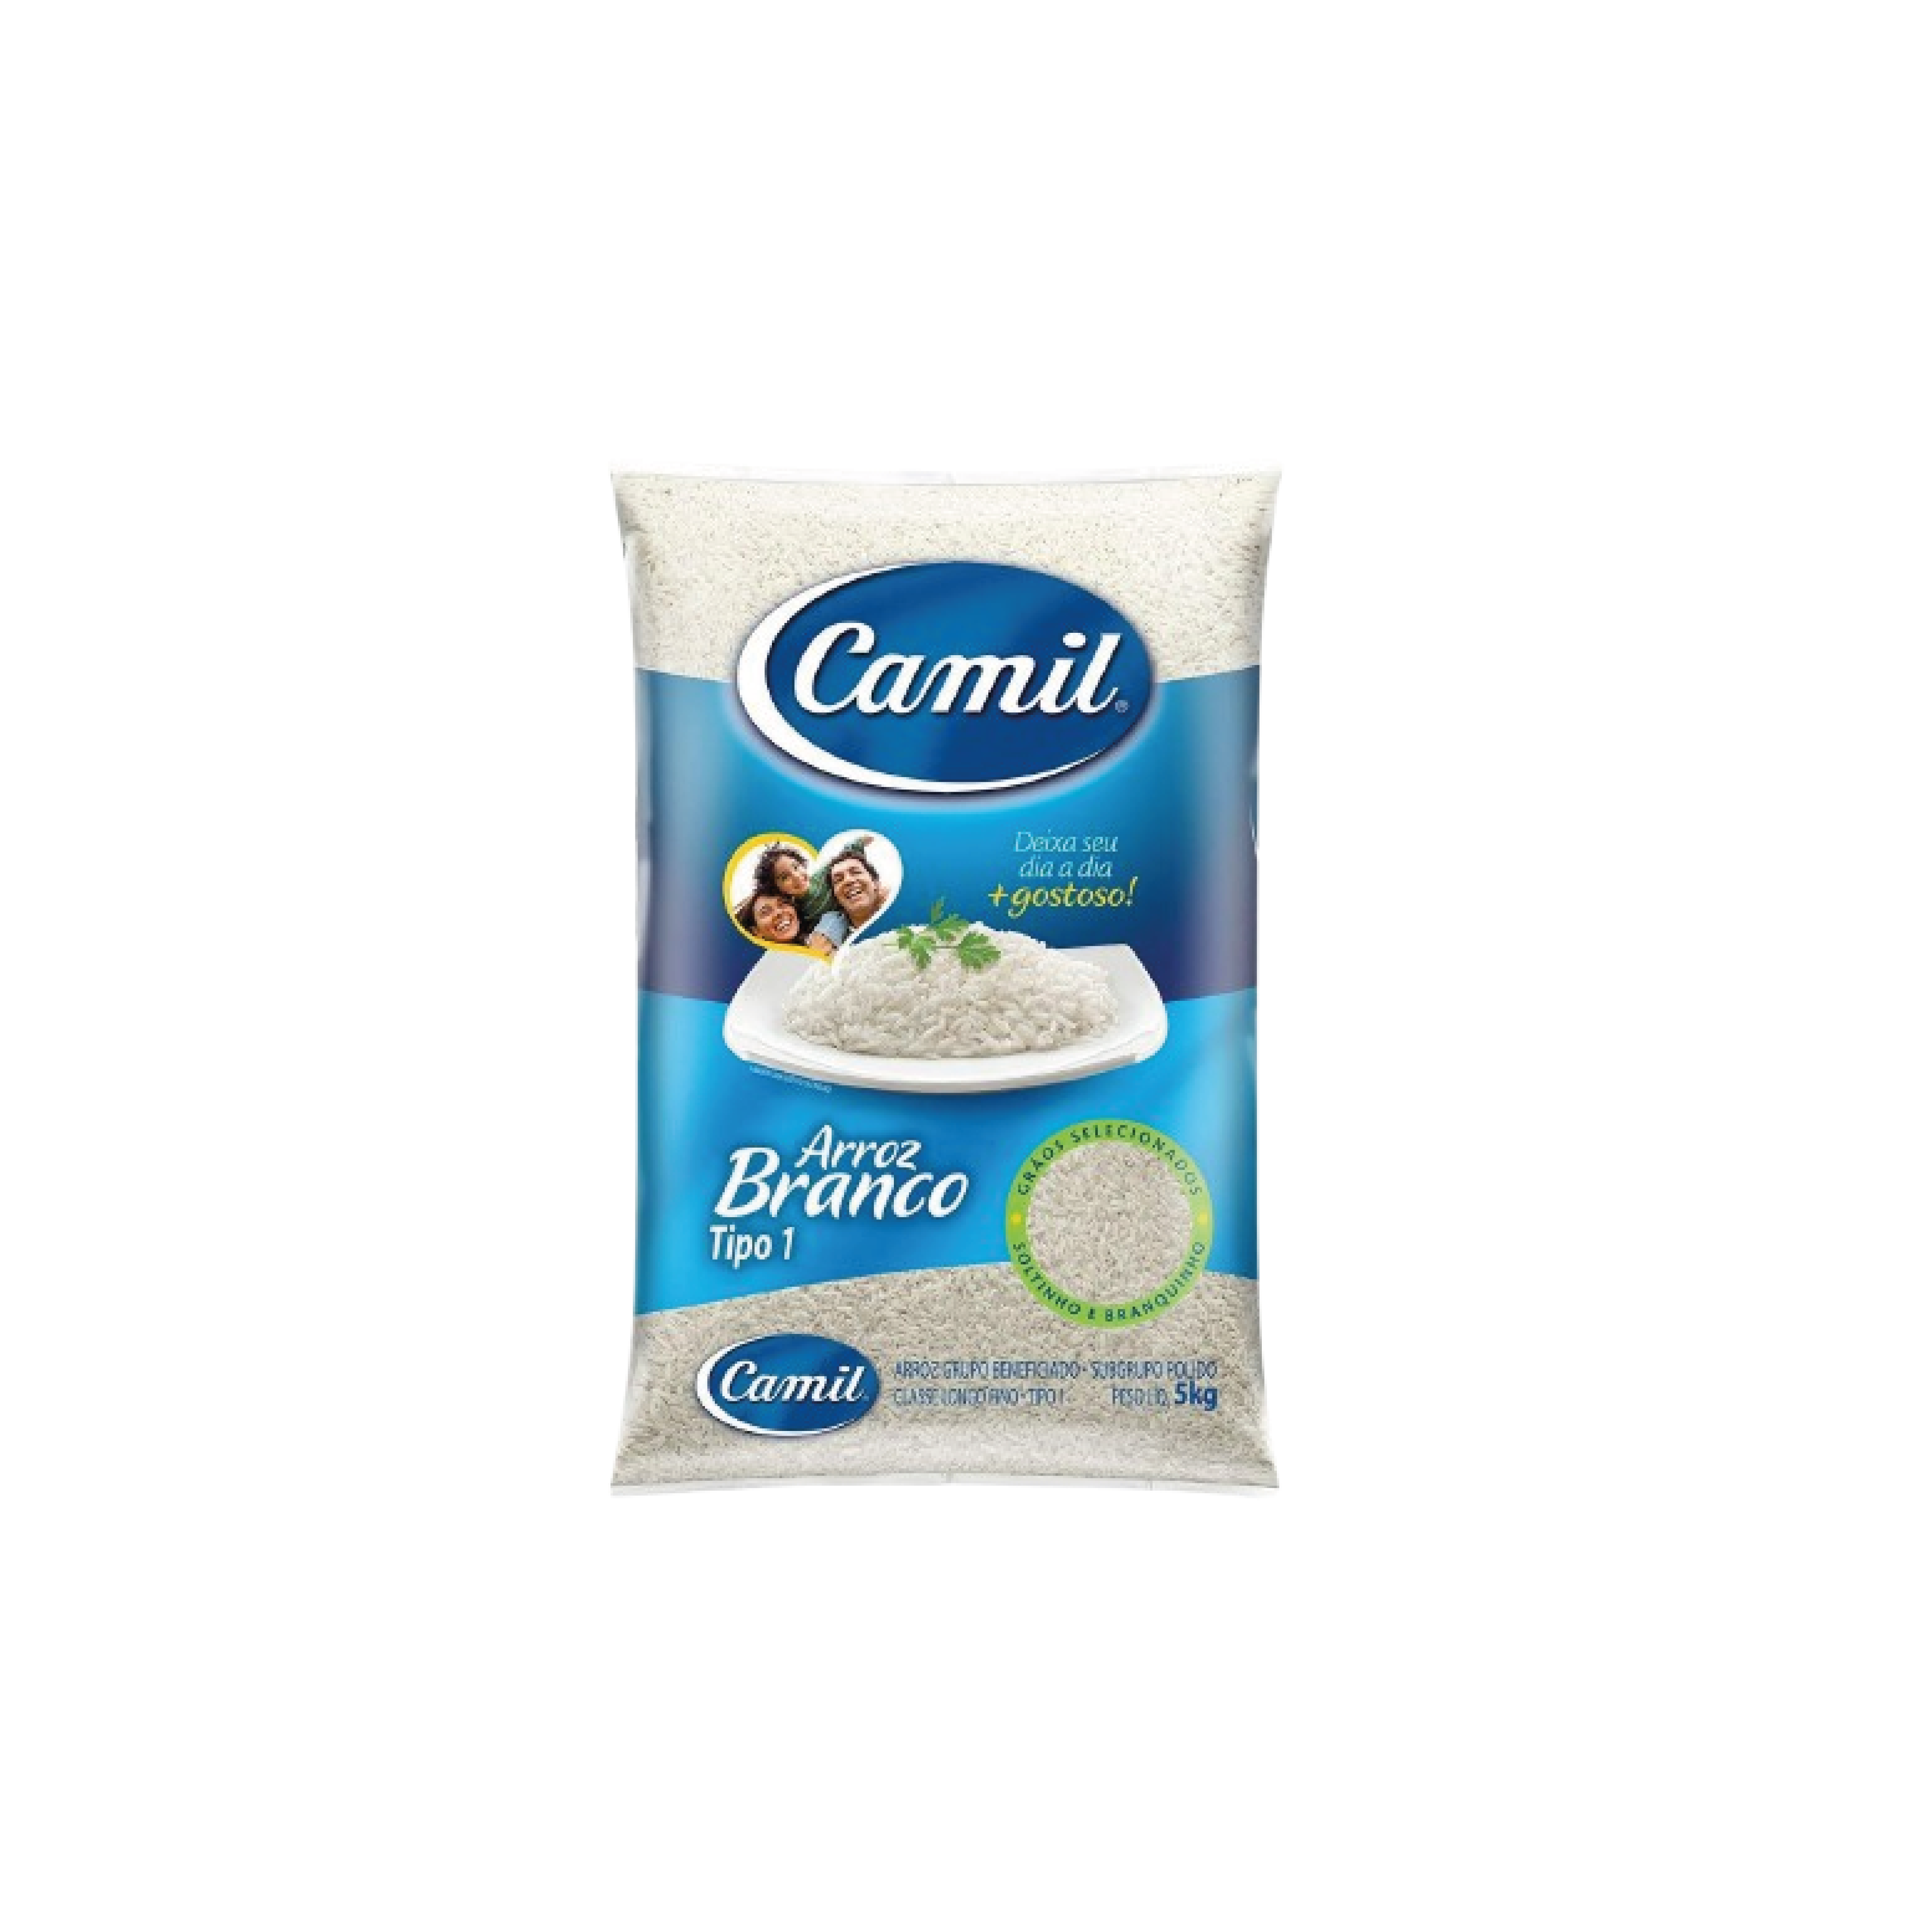 Camil®
Deixa seu
dia a dia
+gostoso!
Arroz
Branco
Tipo 1
GRÃOS SELECIONADOS
SOLTINHO E BRANQUINHO
Camil
ARROZ GRUPO BENEFICIADO • SUBGRUPO POLIDO
CLASSE LONGO FINO • TIPO 1 PESO LÍQ. 5kg